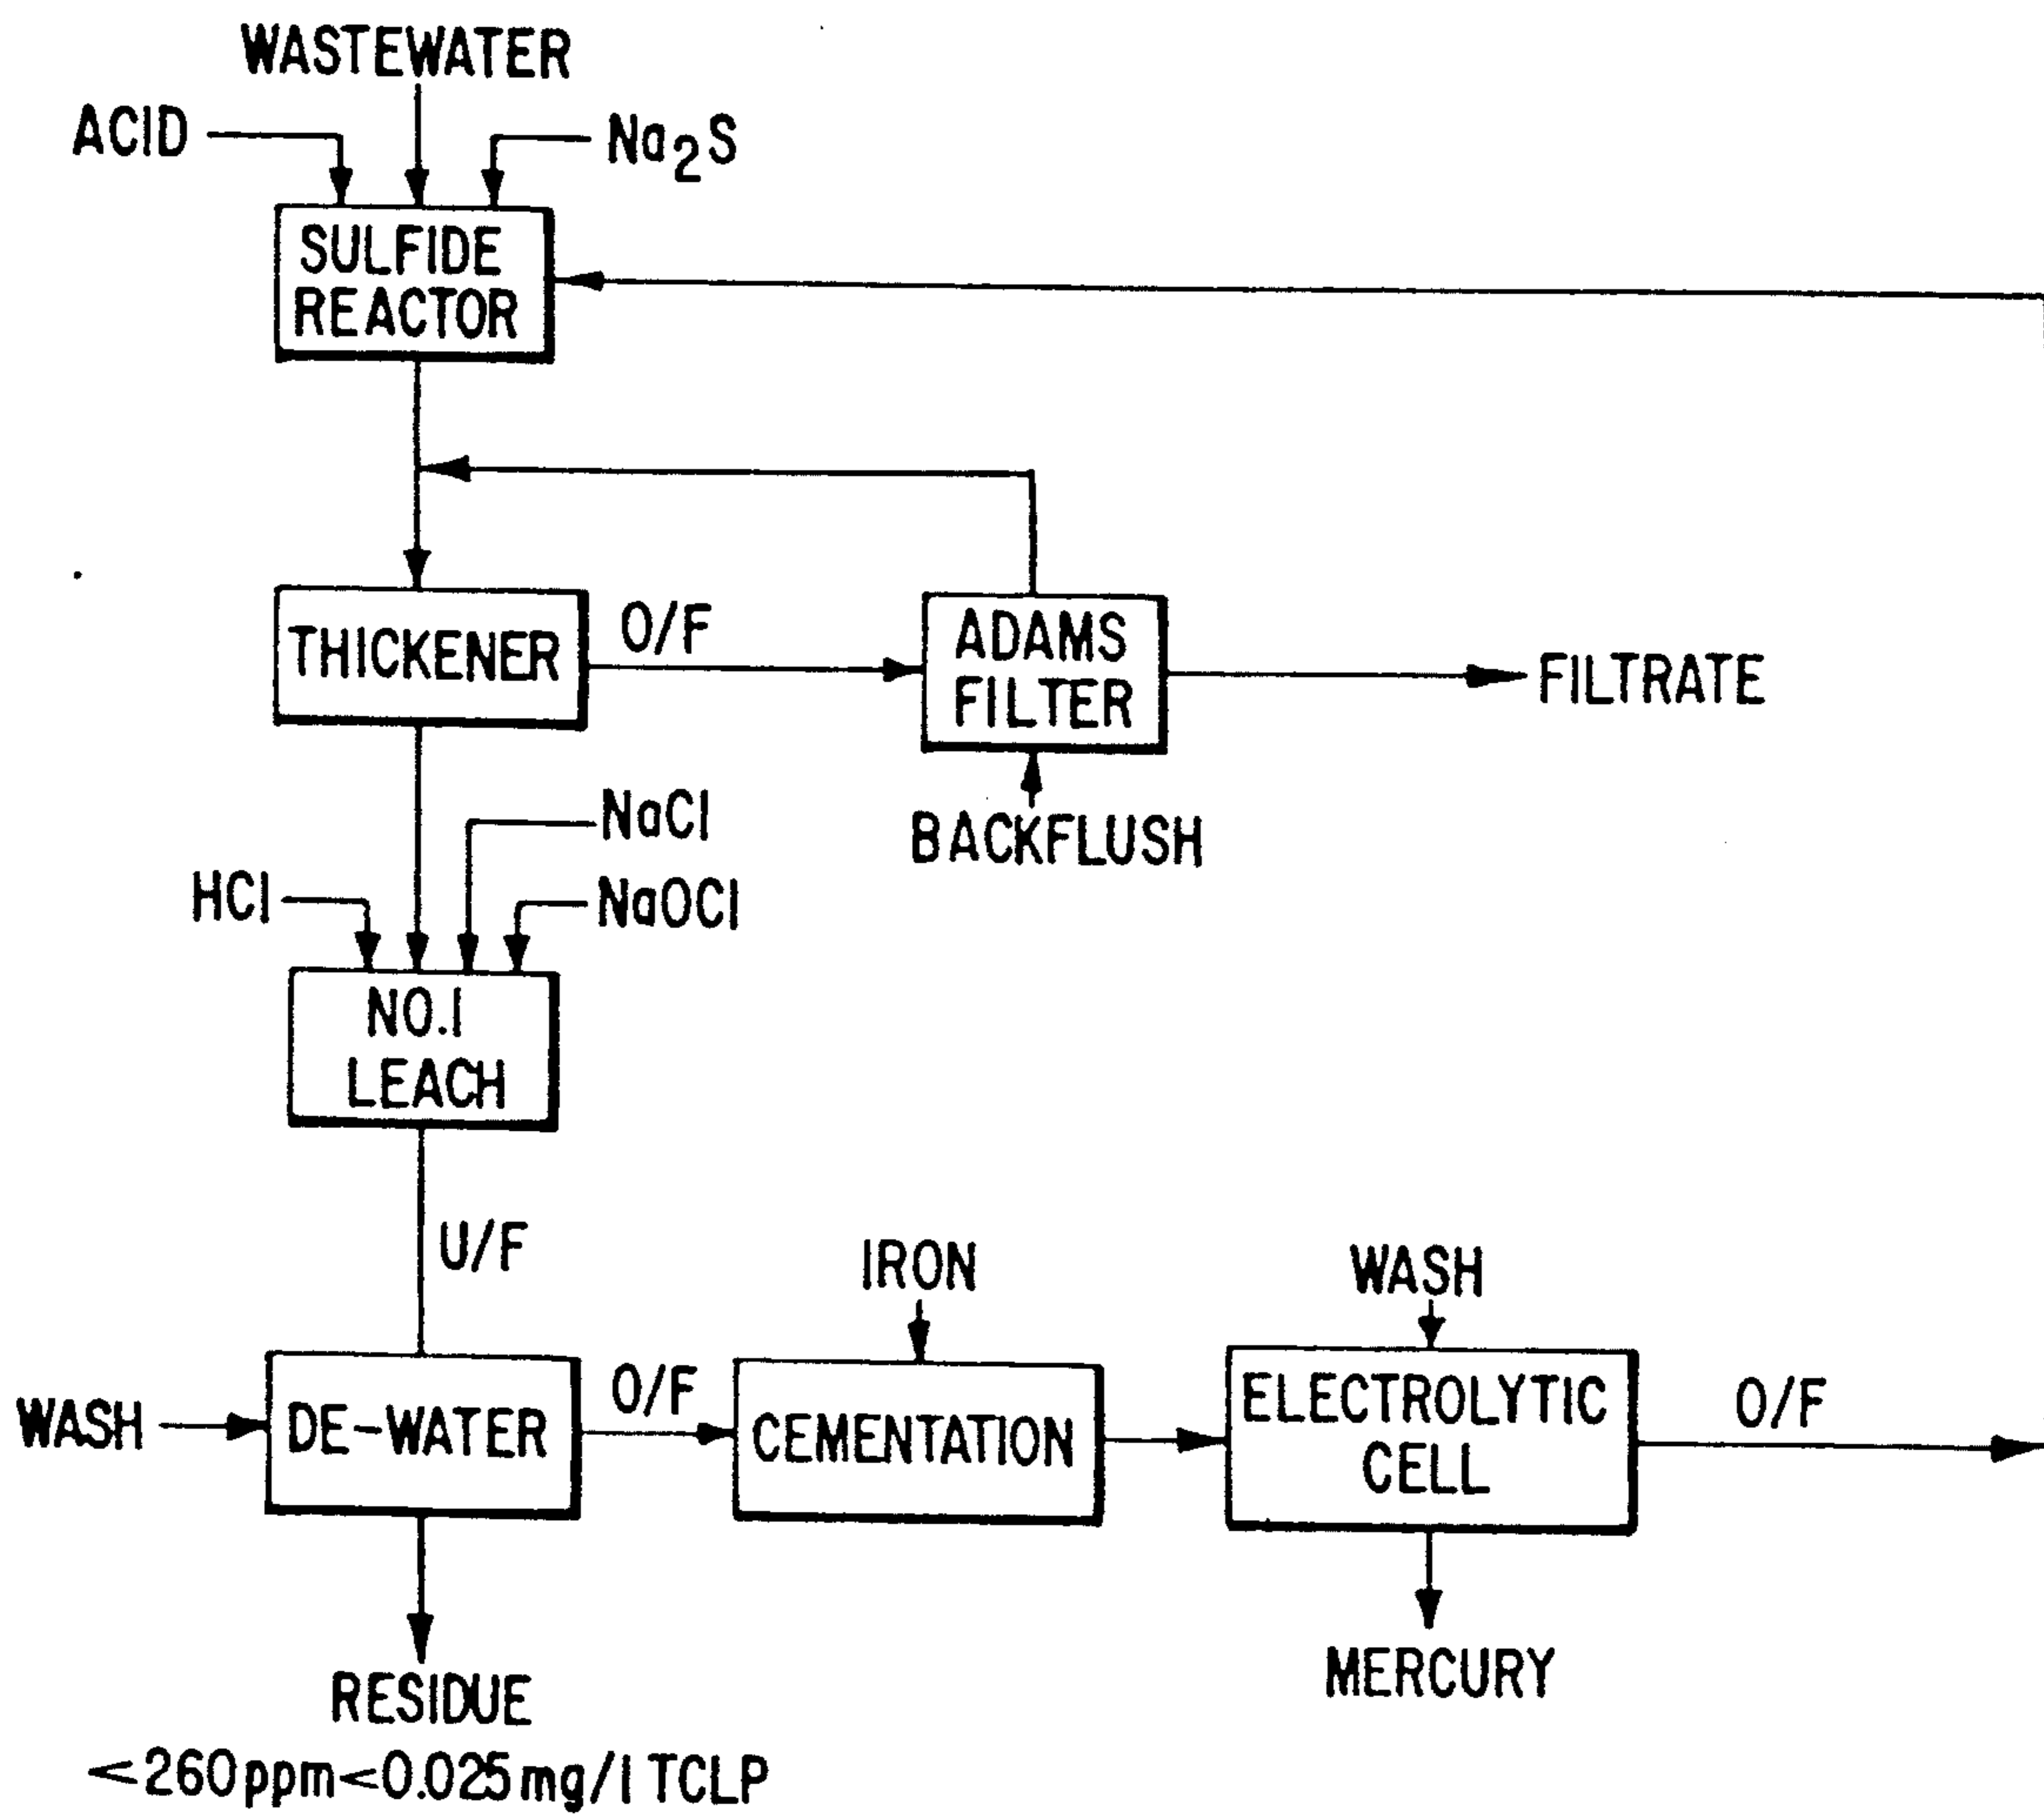 WASTEWATER
ACID
Na2S
SULFIDE
REACTOR
THICKENER
O/F
ADAMS
FILTER
FILTRATE
BACKFLUSH
NaCl
HCl
NaOCl
NO.1
LEACH
U/F
IRON
WASH
WASH
DE-WATER
O/F
CEMENTATION
ELECTROLYTIC
CELL
O/F
RESIDUE
<260ppm<0.025mg/l TCLP
MERCURY